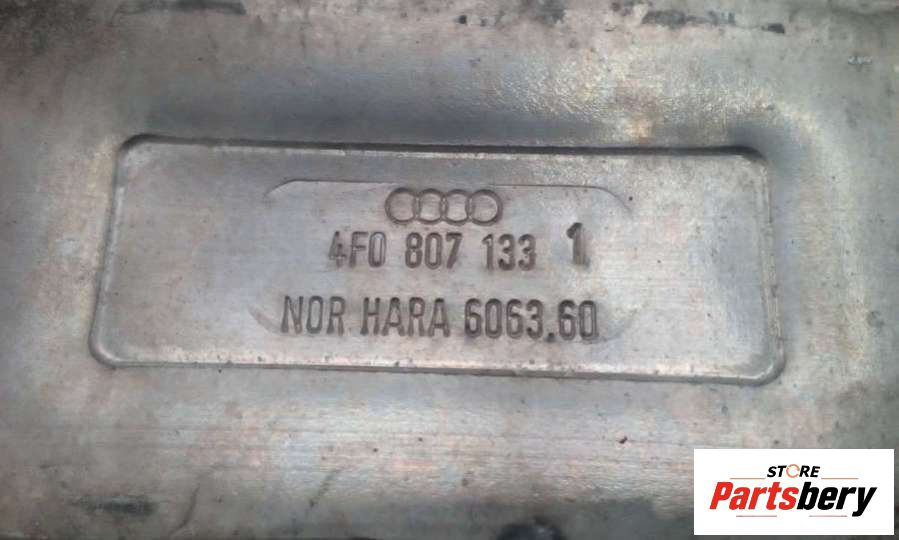 4F0 807 133 1
NOR HARA 6063.60
STORE
Partsbery